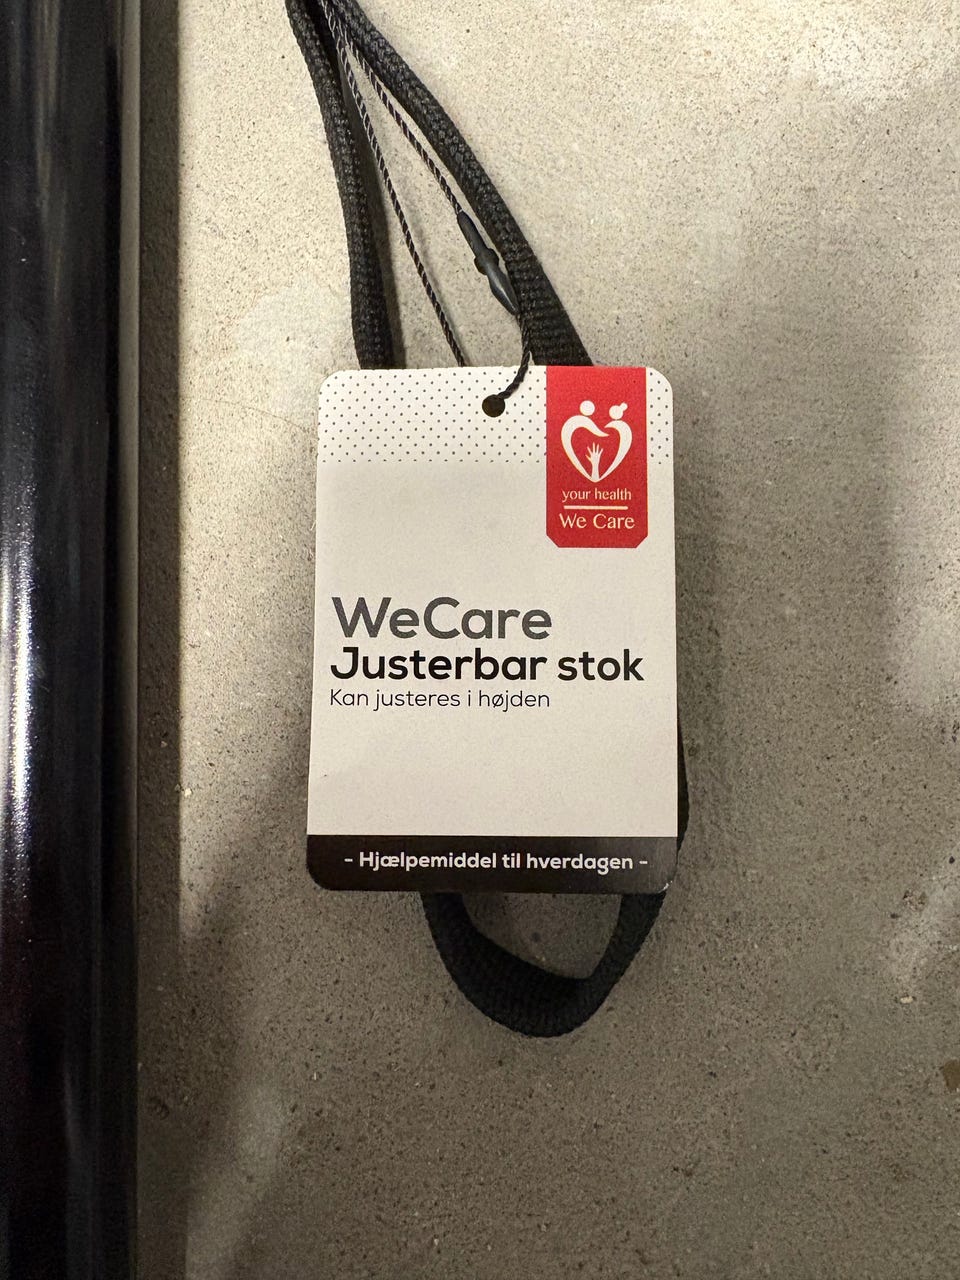 your health
We Care
WeCare
Justerbar stok
Kan justeres i højden
- Hjælpemiddel til hverdagen -